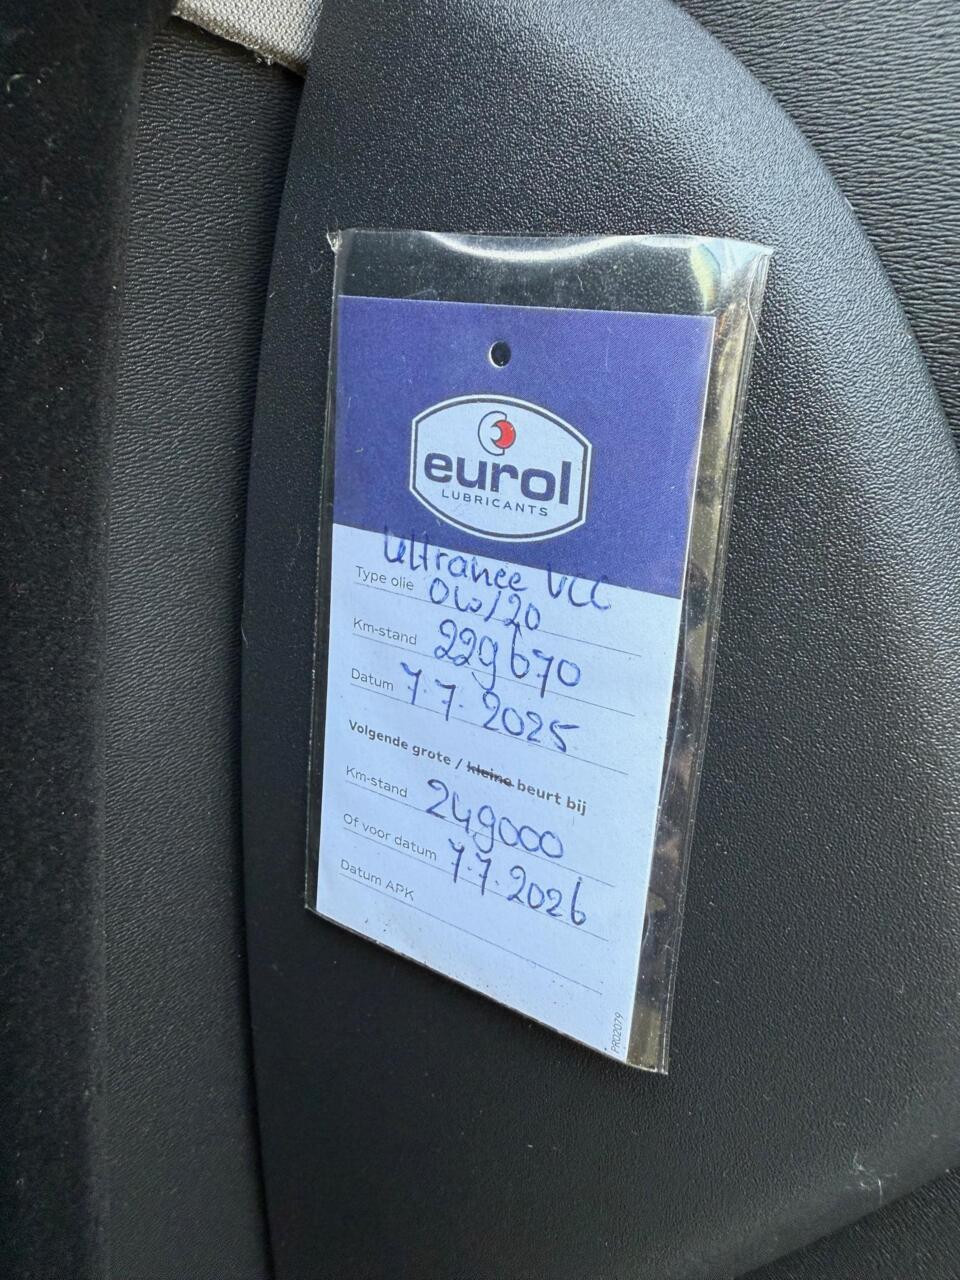 eurol
LUBRICANTS
Ultrance VCC
Type olie 0w/20
Km-stand 229670
Datum 7.7.2025
Volgende grote / kleine beurt bij
Km-stand 249000
Of voor datum 7.7.2026
Datum APK
PR02079